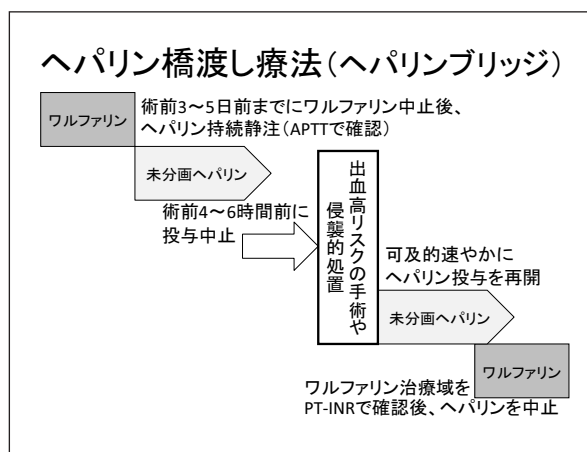 ヘパリン橋渡し療法（ヘパリンブリッジ）
ワルファリン
術前3～5日前までにワルファリン中止後、
ヘパリン持続静注（APTTで確認）
未分画ヘパリン
術前4～6時間前に
投与中止
出血高リスクの手術や
侵襲的処置
可及的速やかに
ヘパリン投与を再開
未分画ヘパリン
ワルファリン
ワルファリン治療域を
PT-INRで確認後、ヘパリンを中止